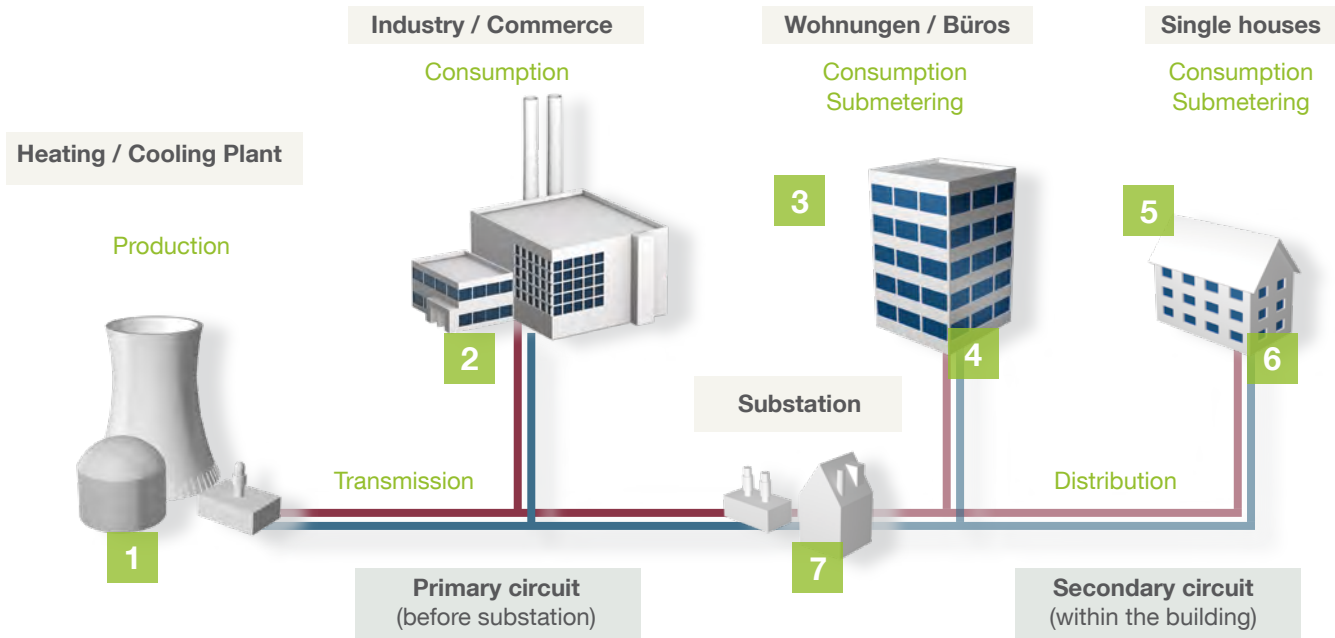 Industry / Commerce
Consumption
Wohnungen / Büros
Consumption
Submetering
Single houses
Consumption
Submetering
Heating / Cooling Plant
Production
3
5
2
4
6
Substation
Transmission
Distribution
1
7
Primary circuit
(before substation)
Secondary circuit
(within the building)